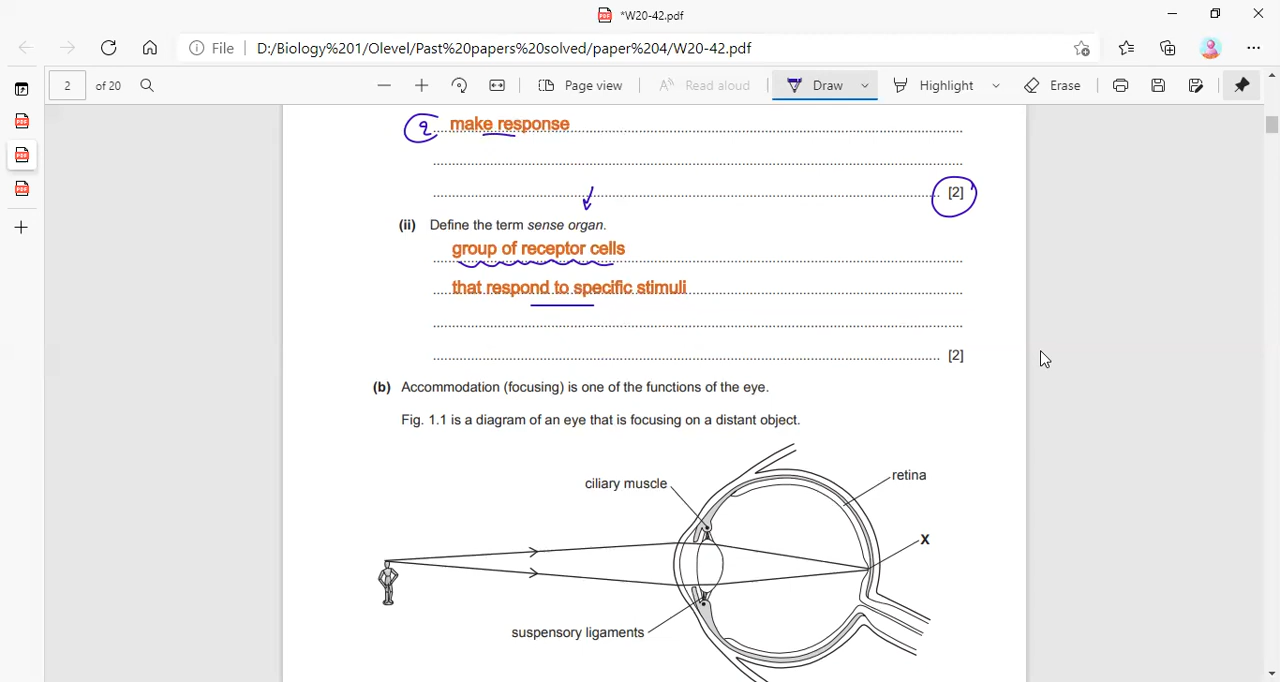 *W20-42.pdf
File
D:/Biology%201/Olevel/Past%20papers%20solved/paper%204/W20-42.pdf
2 of 20
Page view
Read aloud
Draw
Highlight
Erase
2 make response
[2]
(ii) Define the term sense organ.
group of receptor cells
that respond to specific stimuli
[2]
(b) Accommodation (focusing) is one of the functions of the eye.
Fig. 1.1 is a diagram of an eye that is focusing on a distant object.
ciliary muscle
retina
X
suspensory ligaments